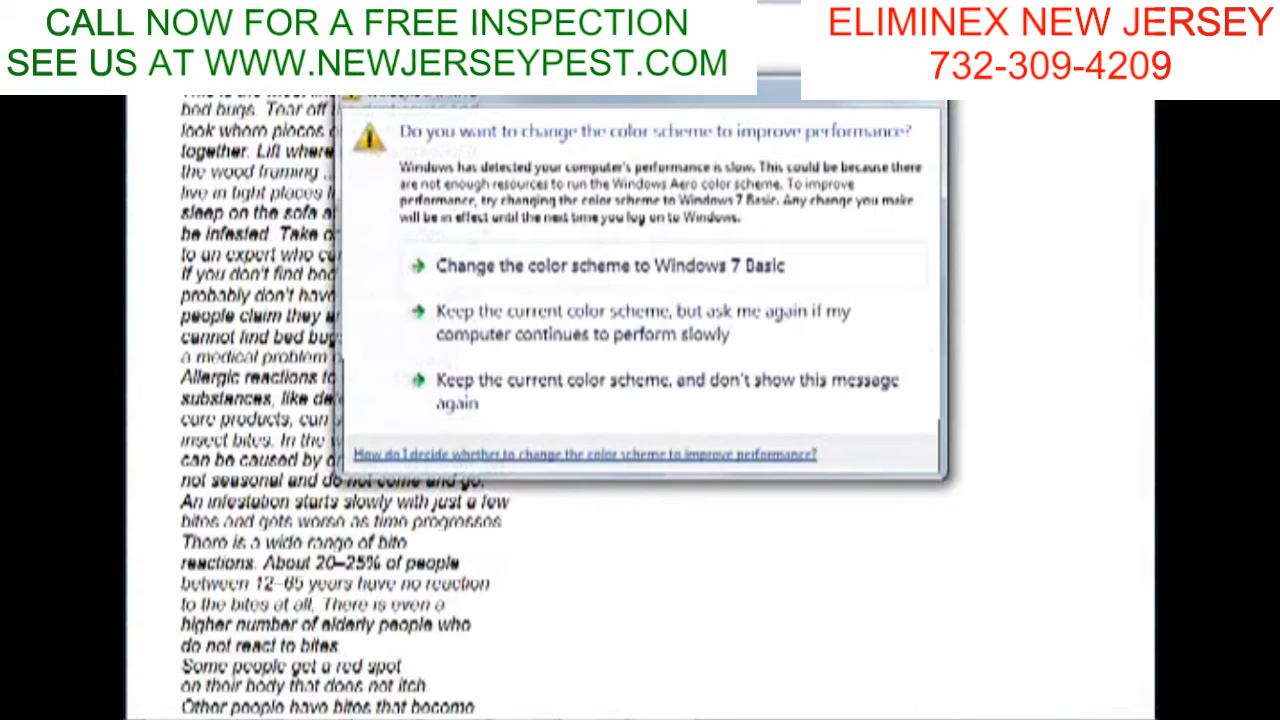 CALL NOW FOR A FREE INSPECTION
SEE US AT WWW.NEWJERSEYPEST.COM
ELIMINEX NEW JERSEY
732-309-4209
bed bugs. Tear off
look where places
together. Lift where
the wood framing ...
live in tight places
sleep on the sofa
be infested. Take
to an expert who
If you don't find
probably don't have
people claim they
cannot find bed
a medical problem
Allergic reactions to
substances, like
care products, can
insect bites. In the
can be caused by
not seasonal and do not come and go.
An infestation starts slowly with just a few
bites and gets worse as time progresses
There is a wide range of bite
reactions. About 20–25% of people
between 12–65 years have no reaction
to the bites at all, There is even a
higher number of elderly people who
do not react to bites.
Some people get a red spot
on their body that does not itch
Other people have bites that become
Do you want to change the color scheme to improve performance?
Windows has detected your computer's performance is slow. This could be because there
are not enough resources to run the Windows Aero color scheme. To improve
performance, try changing the color scheme to Windows 7 Basic. Any change you make
will be in effect until the next time you log on to Windows.
Change the color scheme to Windows 7 Basic
Keep the current color scheme, but ask me again if my
computer continues to perform slowly
Keep the current color scheme, and don't show this message
again
How do I decide whether to change the color scheme to improve performance?